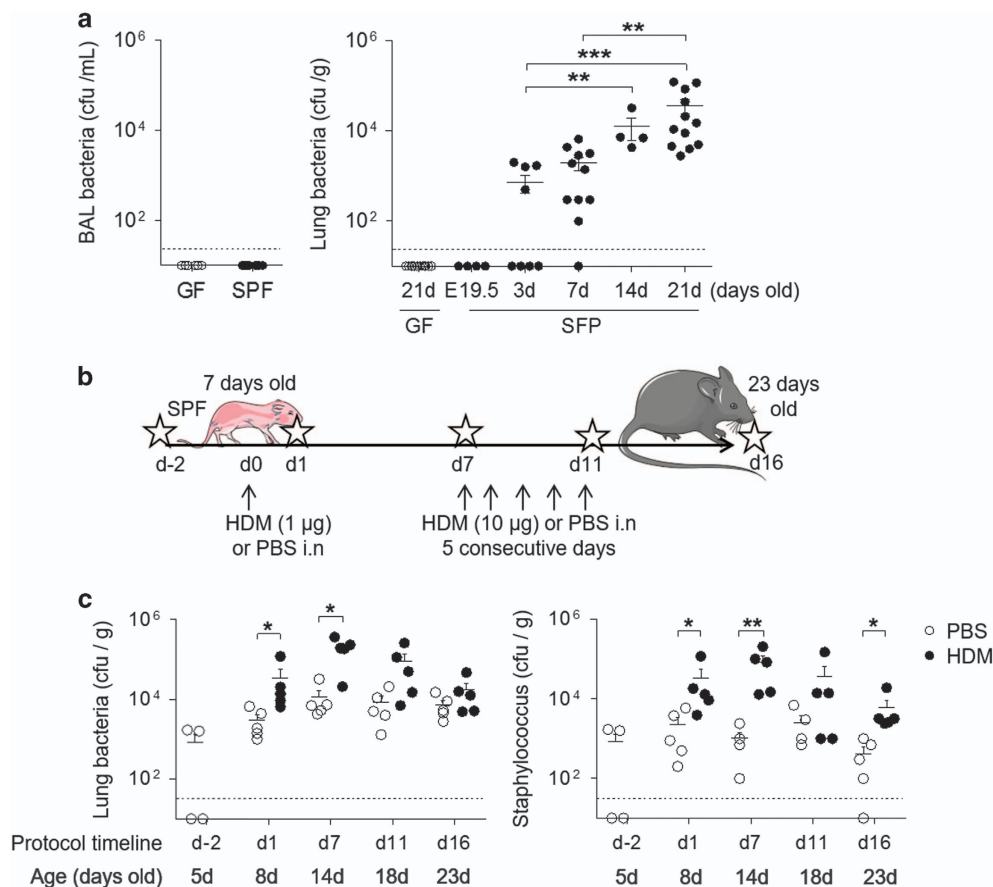 a
10⁶
10⁴
10²
BAL bacteria (cfu /mL)
GF SPF
10⁶
10⁴
10²
Lung bacteria (cfu /g)
**
***
**
21d E19.5 3d 7d 14d 21d (days old)
GF SFP
b
7 days old
SPF
23 days
old
d-2 d0 d1 d7 d11 d16
HDM (1 µg)
or PBS i.n
HDM (10 µg) or PBS i.n
5 consecutive days
c
10⁶
10⁴
10²
Lung bacteria (cfu / g)
* *
10⁶
10⁴
10²
Staphylococcus (cfu / g)
* ** *
PBS
HDM
Protocol timeline d-2 d1 d7 d11 d16 d-2 d1 d7 d11 d16
Age (days old) 5d 8d 14d 18d 23d 5d 8d 14d 18d 23d